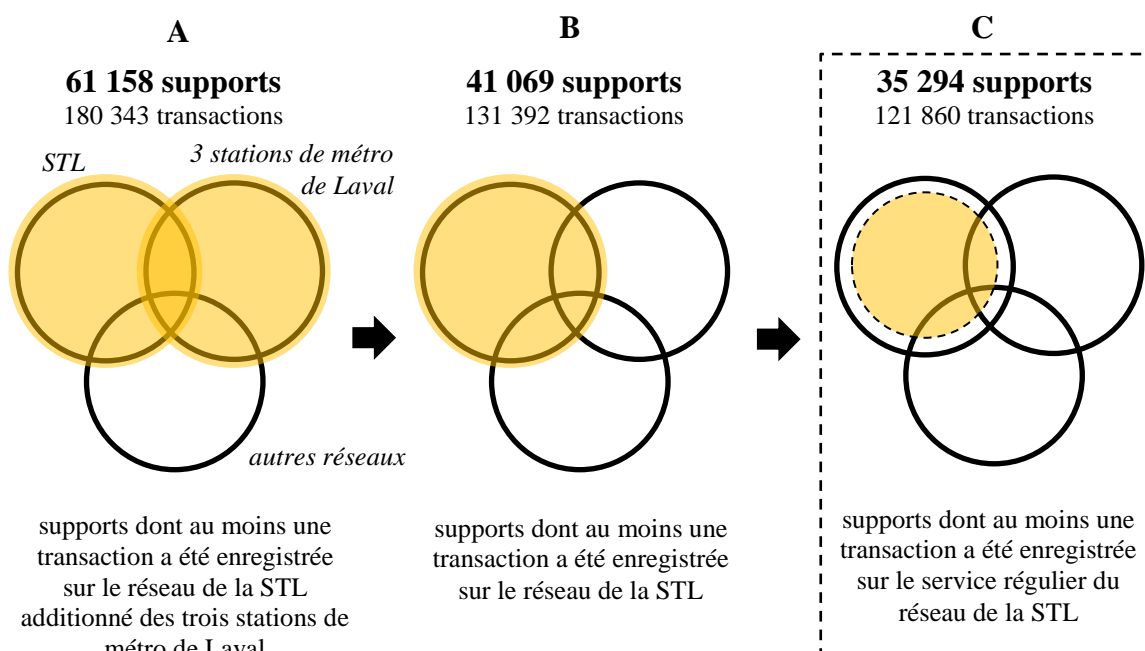 A
61 158 supports
180 343 transactions
STL
3 stations de métro
de Laval
autres réseaux
supports dont au moins une
transaction a été enregistrée
sur le réseau de la STL
additionné des trois stations de
métro de Laval
B
41 069 supports
131 392 transactions
supports dont au moins une
transaction a été enregistrée
sur le réseau de la STL
C
35 294 supports
121 860 transactions
supports dont au moins une
transaction a été enregistrée
sur le service régulier du
réseau de la STL